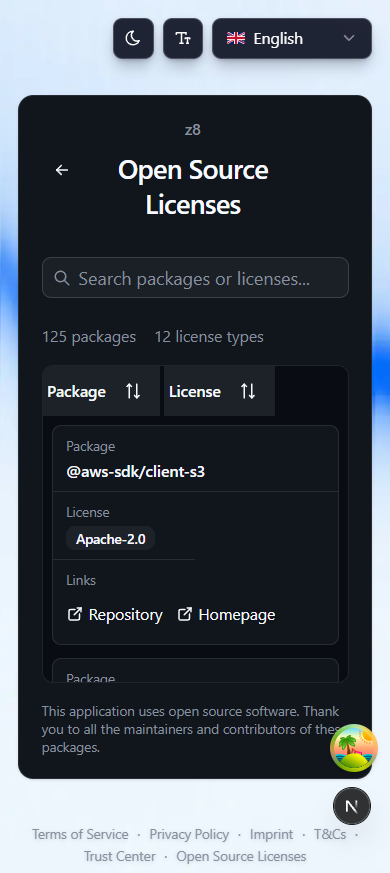 English
z8
Open Source
Licenses
Search packages or licenses...
125 packages 12 license types
Package License
Package
@aws-sdk/client-s3
License
Apache-2.0
Links
Repository Homepage
Package
This application uses open source software. Thank
you to all the maintainers and contributors of these
packages.
N
Terms of Service · Privacy Policy · Imprint · T&Cs ·
Trust Center · Open Source Licenses